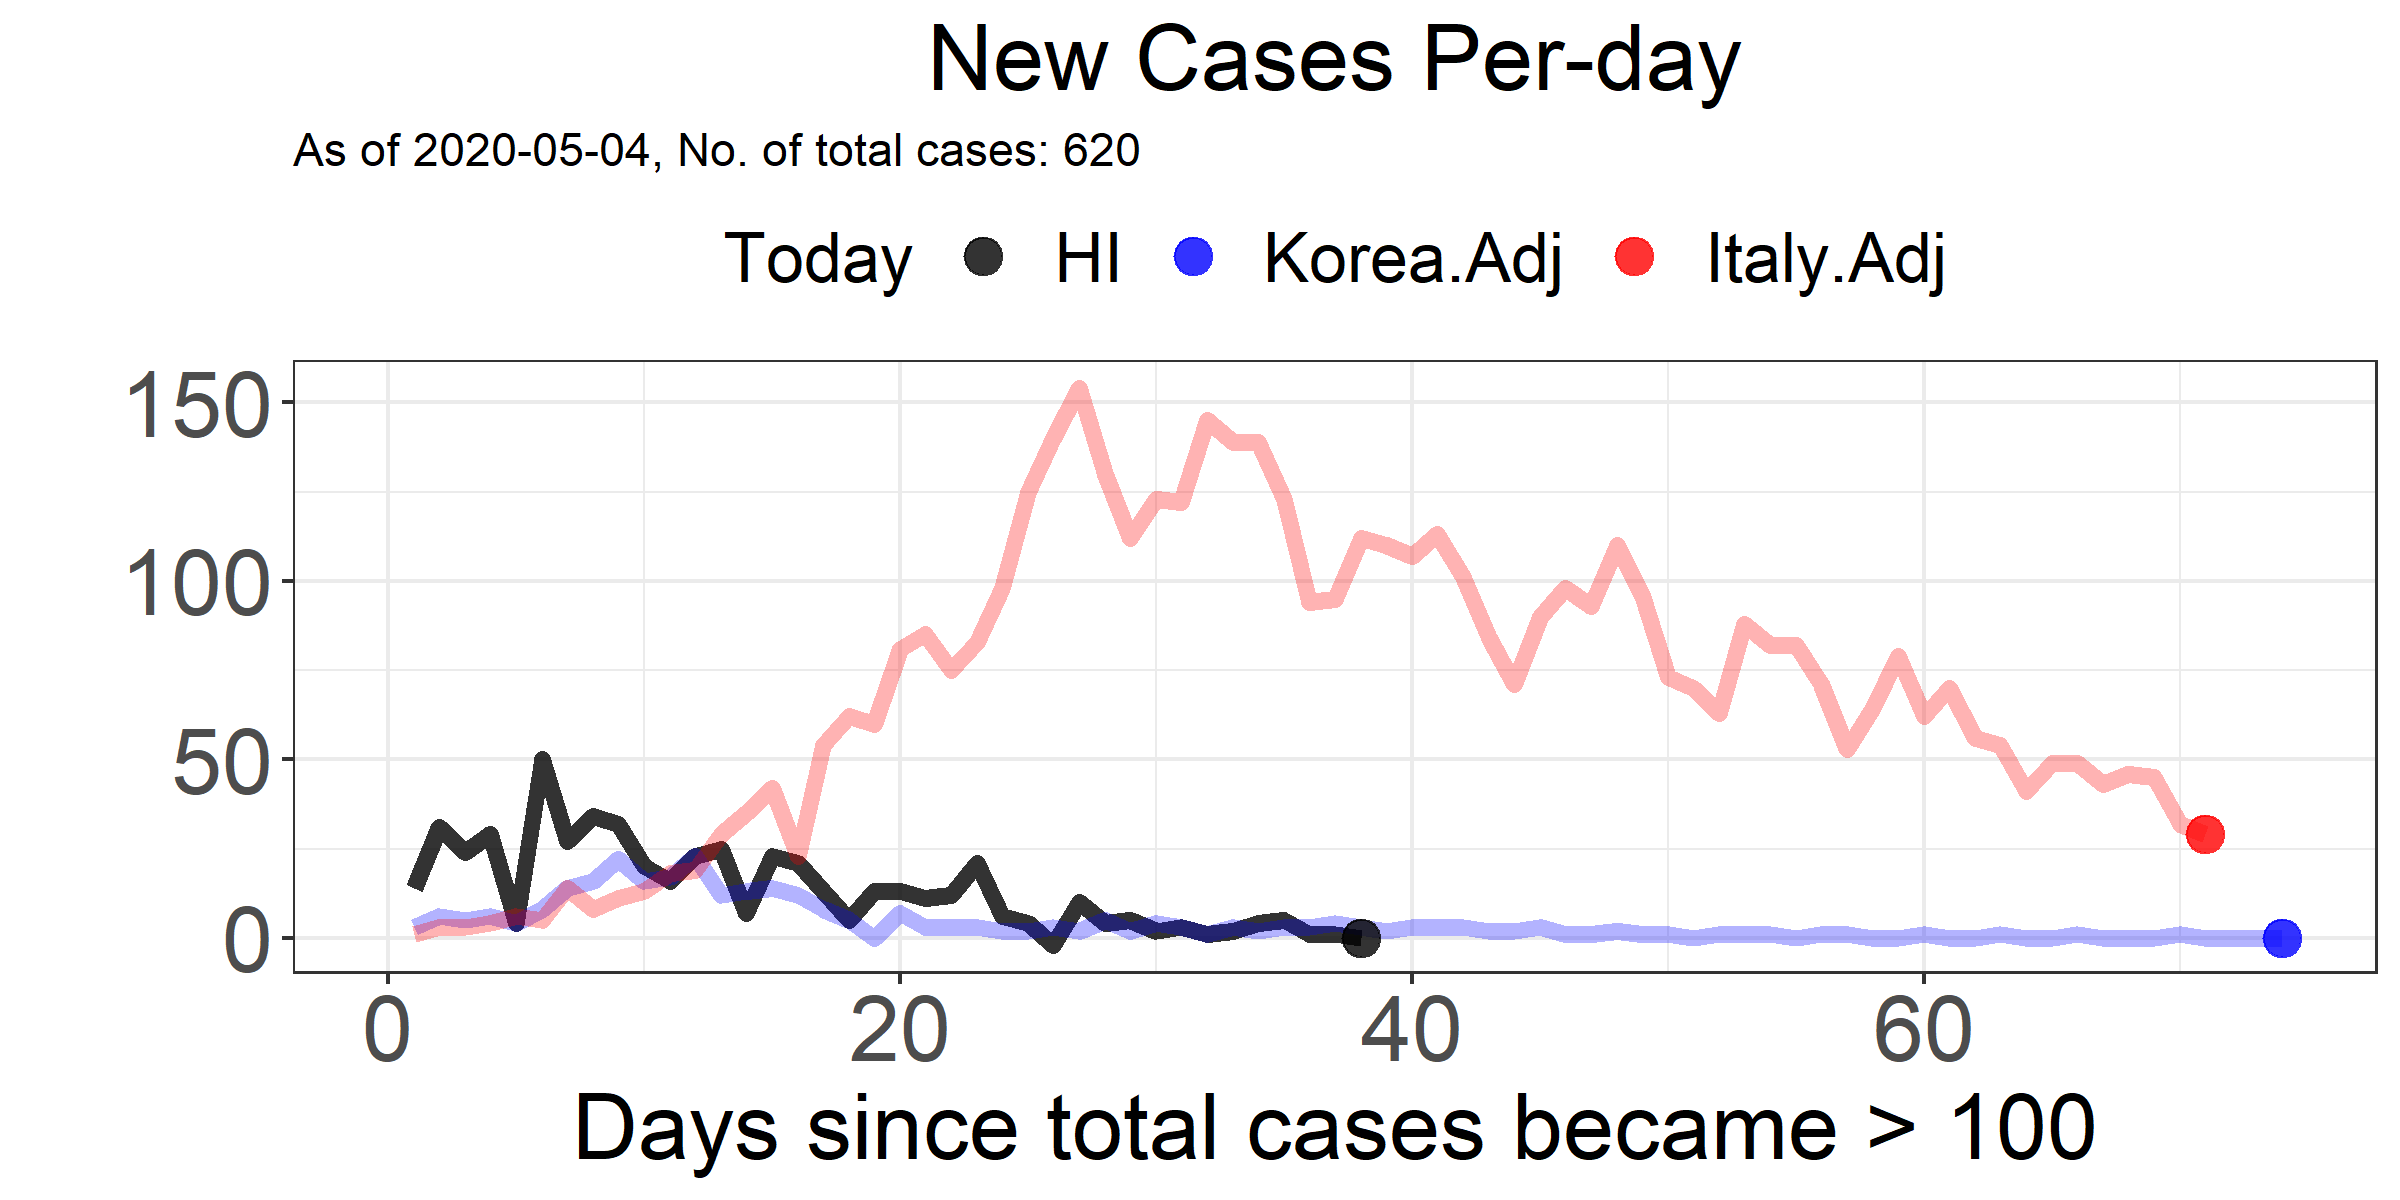 New Cases Per-day
As of 2020-05-04, No. of total cases: 620
Today HI Korea.Adj Italy.Adj
150
100
50
0
0 20 40 60
Days since total cases became > 100